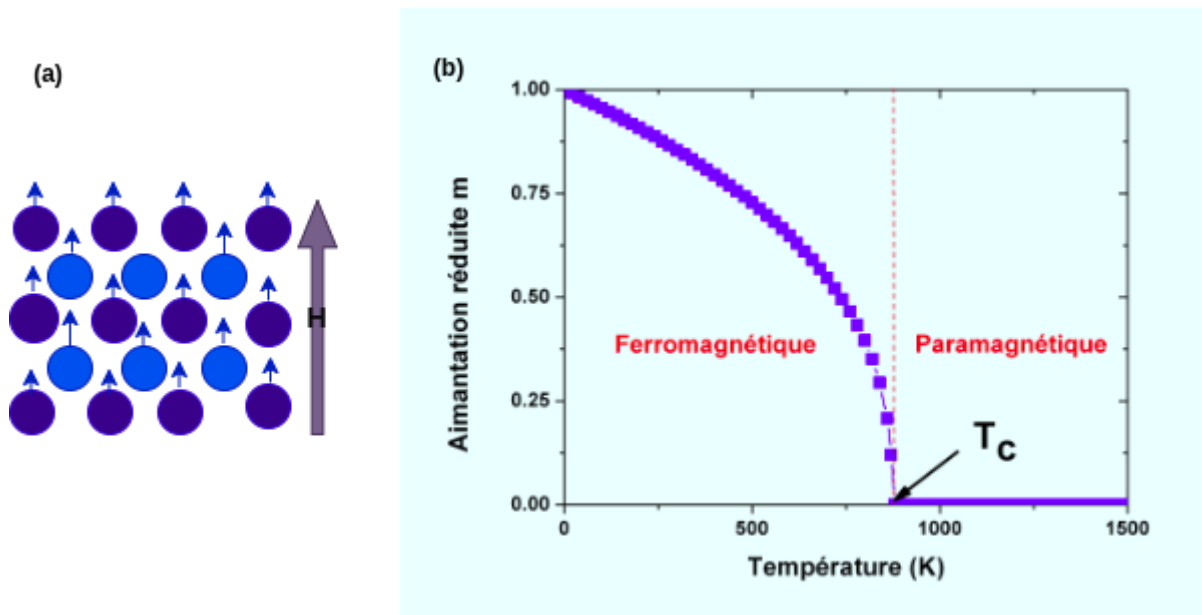 (a)
H
(b)
1.00
0.75
0.50
0.25
0.00
Aimantation réduite m
Ferromagnétique
Paramagnétique
TC
0
500
1000
1500
Température (K)